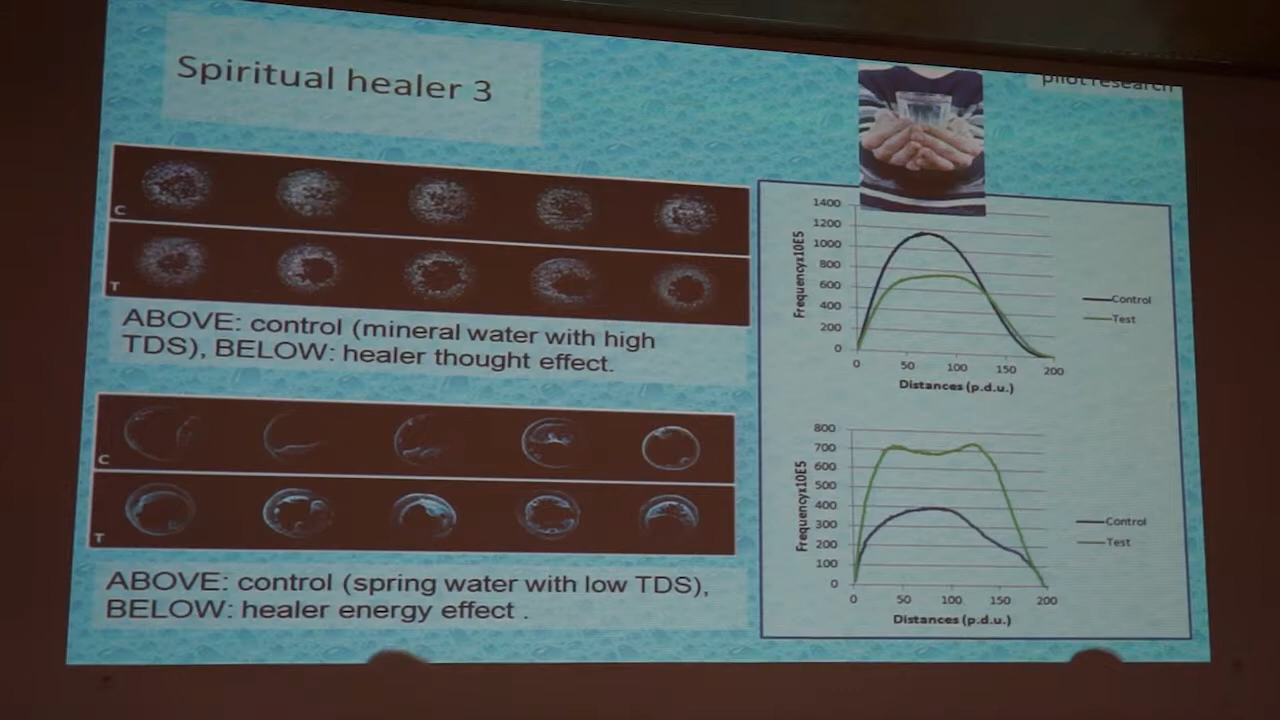 Spiritual healer 3
pilot research
C
T
ABOVE: control (mineral water with high
TDS), BELOW: healer thought effect.
C
T
ABOVE: control (spring water with low TDS),
BELOW: healer energy effect .
1400
1200
1000
800
600
400
200
0
Frequencyx10E5
0 50 100 150 200
Distances (p.d.u.)
Control
Test
800
700
600
500
400
300
200
100
0
Frequencyx10E5
0 50 100 150 200
Distances (p.d.u.)
Control
Test